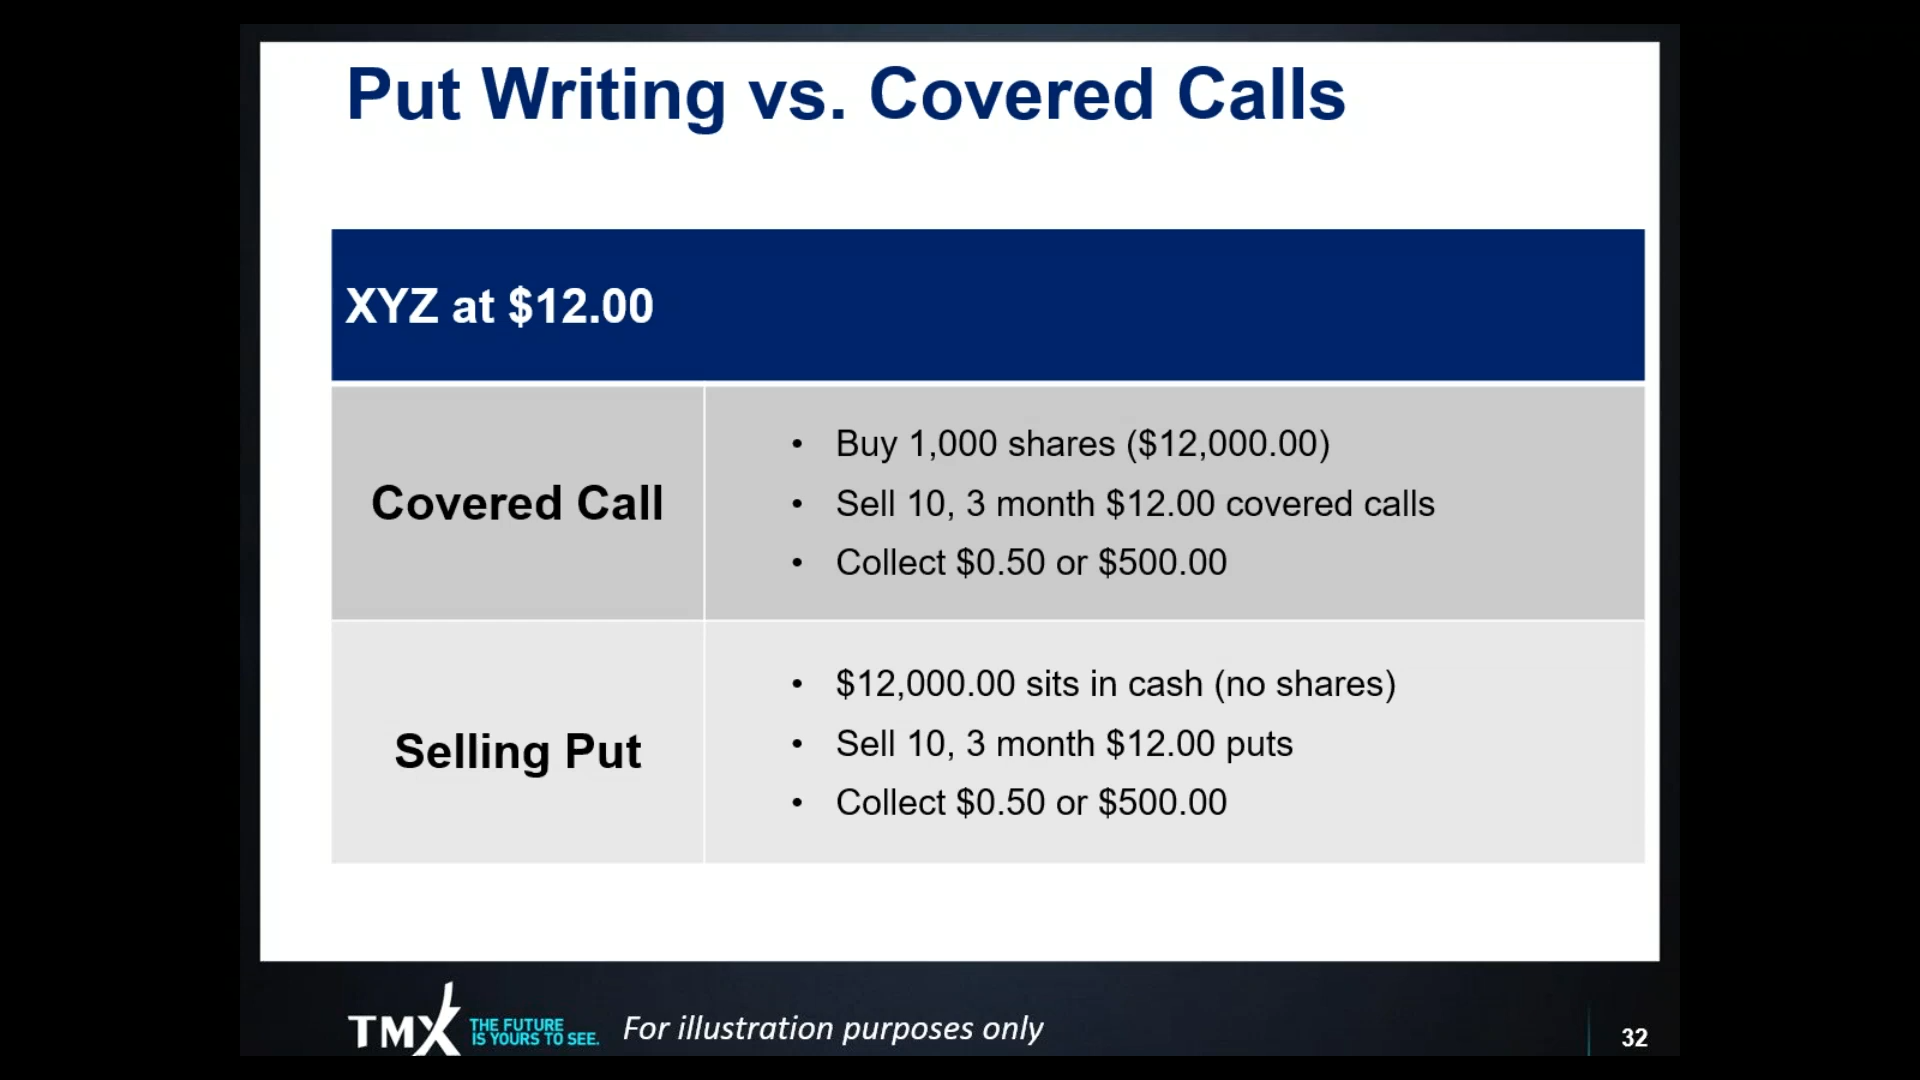 Put Writing vs. Covered Calls
XYZ at $12.00
Covered Call
• Buy 1,000 shares ($12,000.00)
• Sell 10, 3 month $12.00 covered calls
• Collect $0.50 or $500.00
Selling Put
• $12,000.00 sits in cash (no shares)
• Sell 10, 3 month $12.00 puts
• Collect $0.50 or $500.00
TMX
THE FUTURE
IS YOURS TO SEE.
For illustration purposes only
32